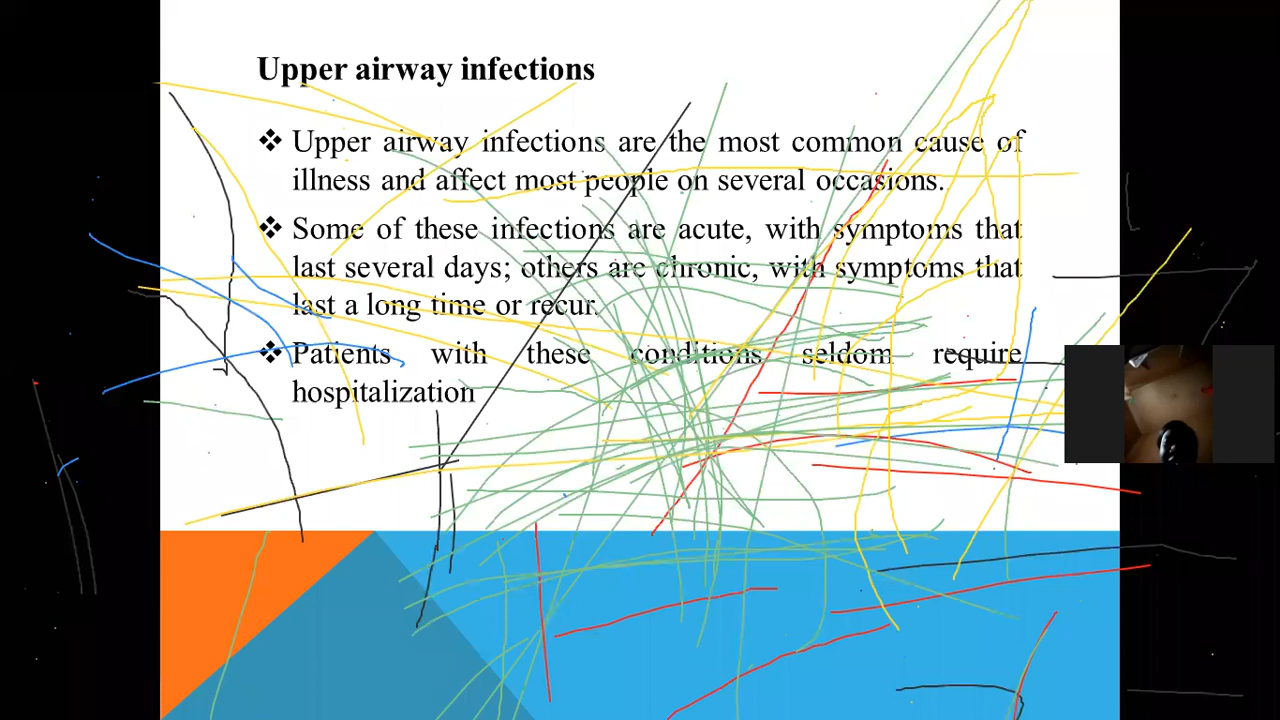 Upper airway infections
❖ Upper airway infections are the most common cause of
illness and affect most people on several occasions.
❖ Some of these infections are acute, with symptoms that
last several days; others are chronic, with symptoms that
last a long time or recur.
❖ Patients with these conditions seldom require
hospitalization